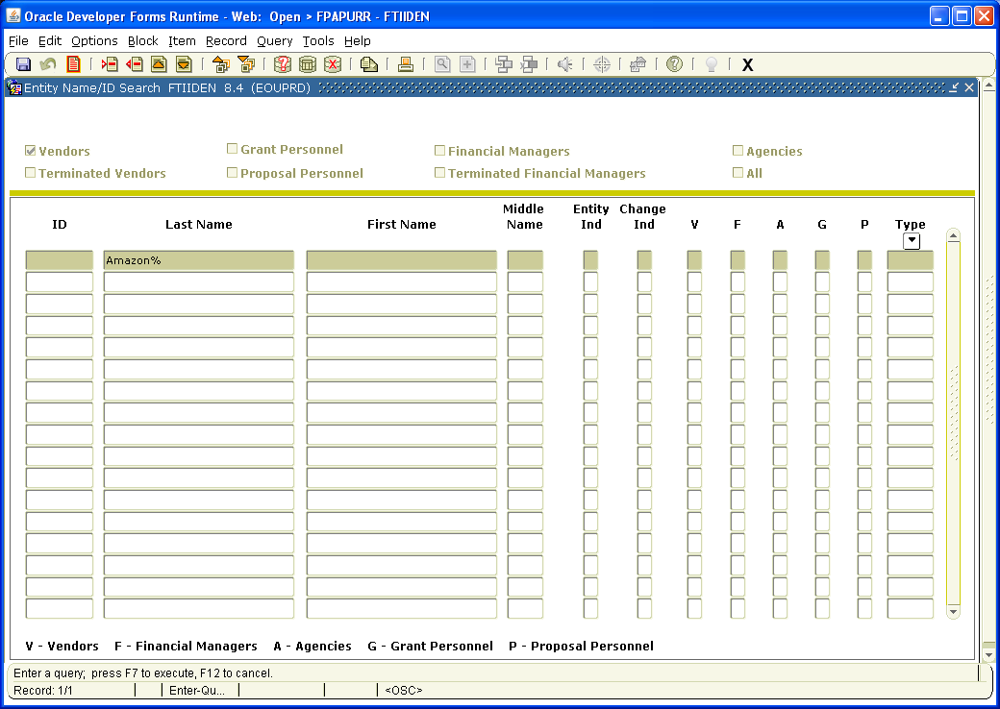 Oracle Developer Forms Runtime - Web: Open > FPAPURR - FTIIDEN
File Edit Options Block Item Record Query Tools Help
X
Entity Name/ID Search FTIIDEN 8.4 (EOUPRD)
Vendors Grant Personnel Financial Managers Agencies
Terminated Vendors Proposal Personnel Terminated Financial Managers All
Middle Entity Change
ID Last Name First Name Name Ind Ind V F A G P Type
Amazon%
V - Vendors F - Financial Managers A - Agencies G - Grant Personnel P - Proposal Personnel
Enter a query; press F7 to execute, F12 to cancel.
Record: 1/1 Enter-Qu... <OSC>